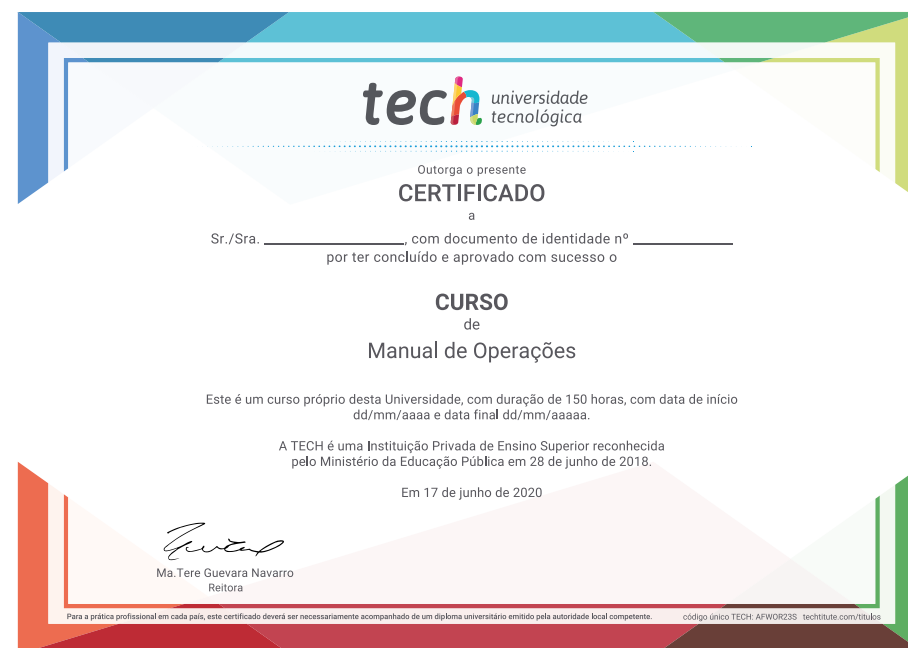 tech universidade
tecnológica
Outorga o presente
CERTIFICADO
a
Sr./Sra. ____________________, com documento de identidade nº ______________
por ter concluído e aprovado com sucesso o
CURSO
de
Manual de Operações
Este é um curso próprio desta Universidade, com duração de 150 horas, com data de início
dd/mm/aaaa e data final dd/mm/aaaaa.
A TECH é uma Instituição Privada de Ensino Superior reconhecida
pelo Ministério da Educação Pública em 28 de junho de 2018.
Em 17 de junho de 2020
Ma.Tere Guevara Navarro
Reitora
Para a prática profissional em cada país, este certificado deverá ser necessariamente acompanhado de um diploma universitário emitido pela autoridade local competente. código único TECH: AFWOR23S techtitute.com/titulos